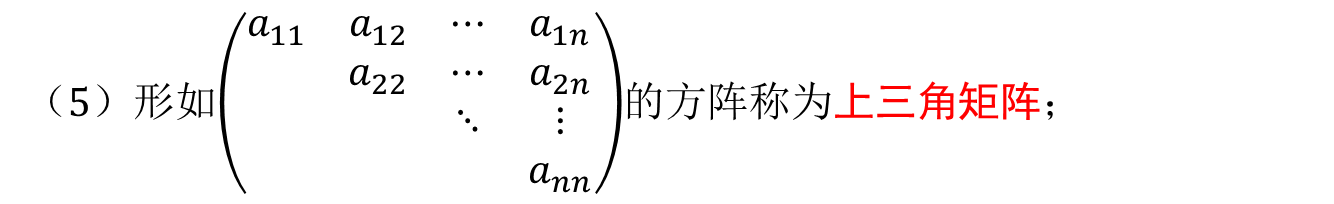 （5）形如$\begin{pmatrix} a_{11} & a_{12} & \cdots & a_{1n} \\ & a_{22} & \cdots & a_{2n} \\ & & \ddots & \vdots \\ & & & a_{nn} \end{pmatrix}$的方阵称为上三角矩阵；